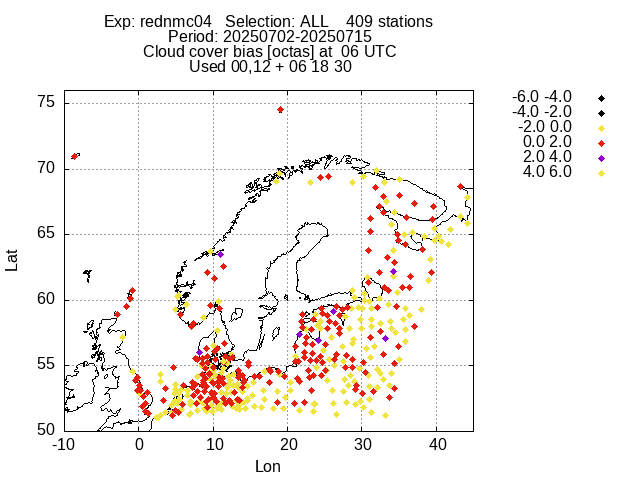 Exp: rednmc04   Selection: ALL    409 stations
Period: 20250702-20250715
Cloud cover bias [octas] at  06 UTC
Used 00,12 + 06 18 30
-6.0 -4.0
-4.0 -2.0
-2.0 0.0
0.0 2.0
2.0 4.0
4.0 6.0
75
70
65
60
55
50
Lat
-10 0 10 20 30 40
Lon